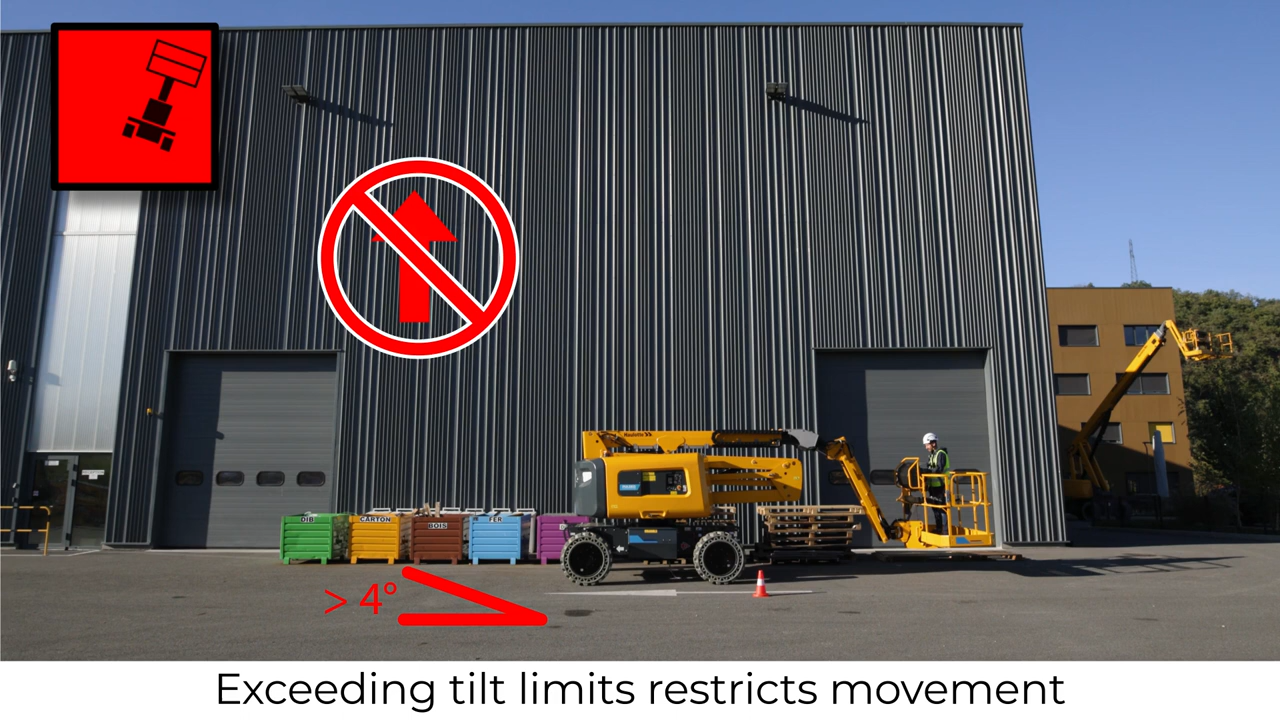 DIB
CARTON
BOIS
FER
Haulotte
> 4°
Exceeding tilt limits restricts movement